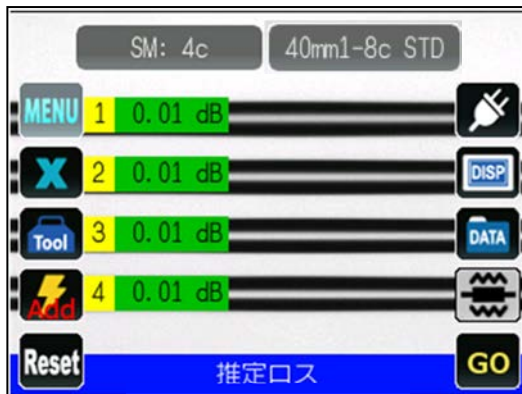 SM: 4c 40mm1-8c STD
MENU 1 0.01 dB
X 2 0.01 dB DISP
Tool 3 0.01 dB DATA
Add 4 0.01 dB
Reset 推定ロス GO